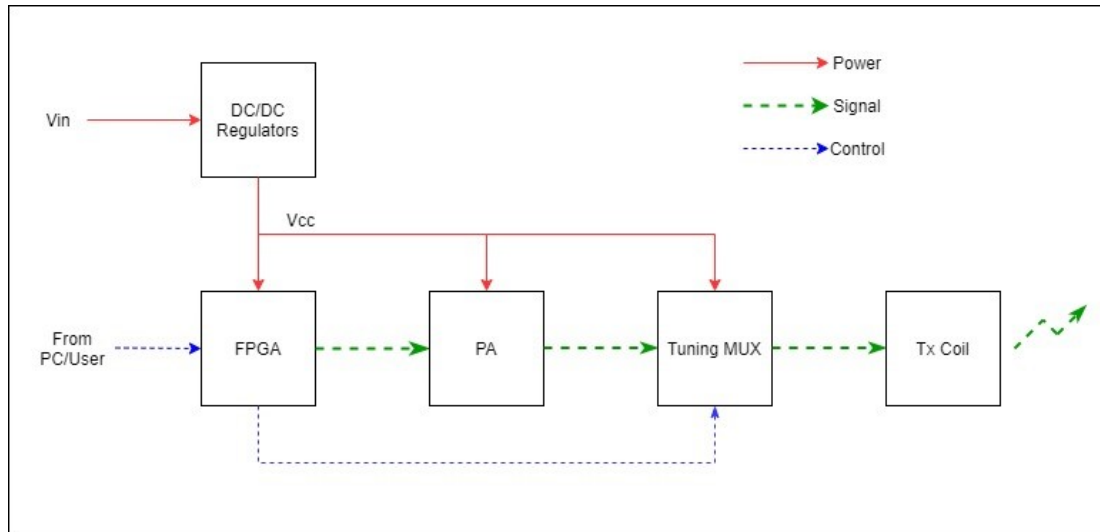 DC/DC
Regulators
Power
Signal
Control
Vin
Vcc
From
PC/User
FPGA
PA
Tuning MUX
Tx Coil